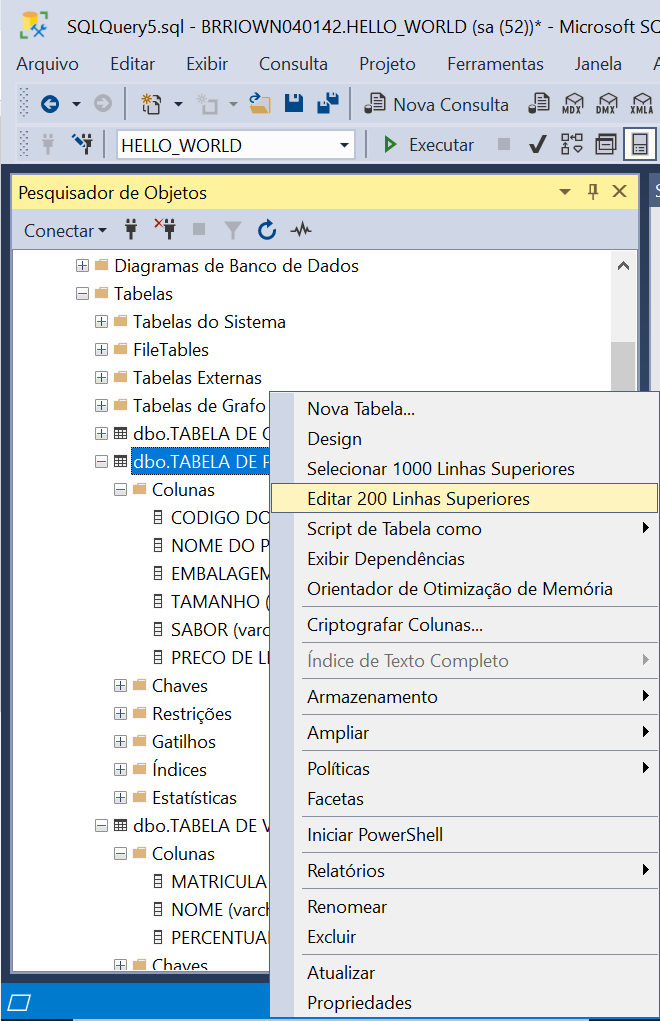 SQLQuery5.sql - BRRIOWN040142.HELLO_WORLD (sa (52))* - Microsoft SQ
Arquivo Editar Exibir Consulta Projeto Ferramentas Janela
Nova Consulta MDX DMX XMLA
HELLO_WORLD Executar
Pesquisador de Objetos
Conectar
Diagramas de Banco de Dados
Tabelas
Tabelas do Sistema
FileTables
Tabelas Externas
Tabelas de Grafo
dbo.TABELA DE
dbo.TABELA DE F
Colunas
CODIGO DO
NOME DO P
EMBALAGEM
TAMANHO (
SABOR (varc
PRECO DE LI
Chaves
Restrições
Gatilhos
Índices
Estatísticas
dbo.TABELA DE V
Colunas
MATRICULA
NOME (varch
PERCENTUAL
Chaves
Nova Tabela...
Design
Selecionar 1000 Linhas Superiores
Editar 200 Linhas Superiores
Script de Tabela como
Exibir Dependências
Orientador de Otimização de Memória
Criptografar Colunas...
Índice de Texto Completo
Armazenamento
Ampliar
Políticas
Facetas
Iniciar PowerShell
Relatórios
Renomear
Excluir
Atualizar
Propriedades